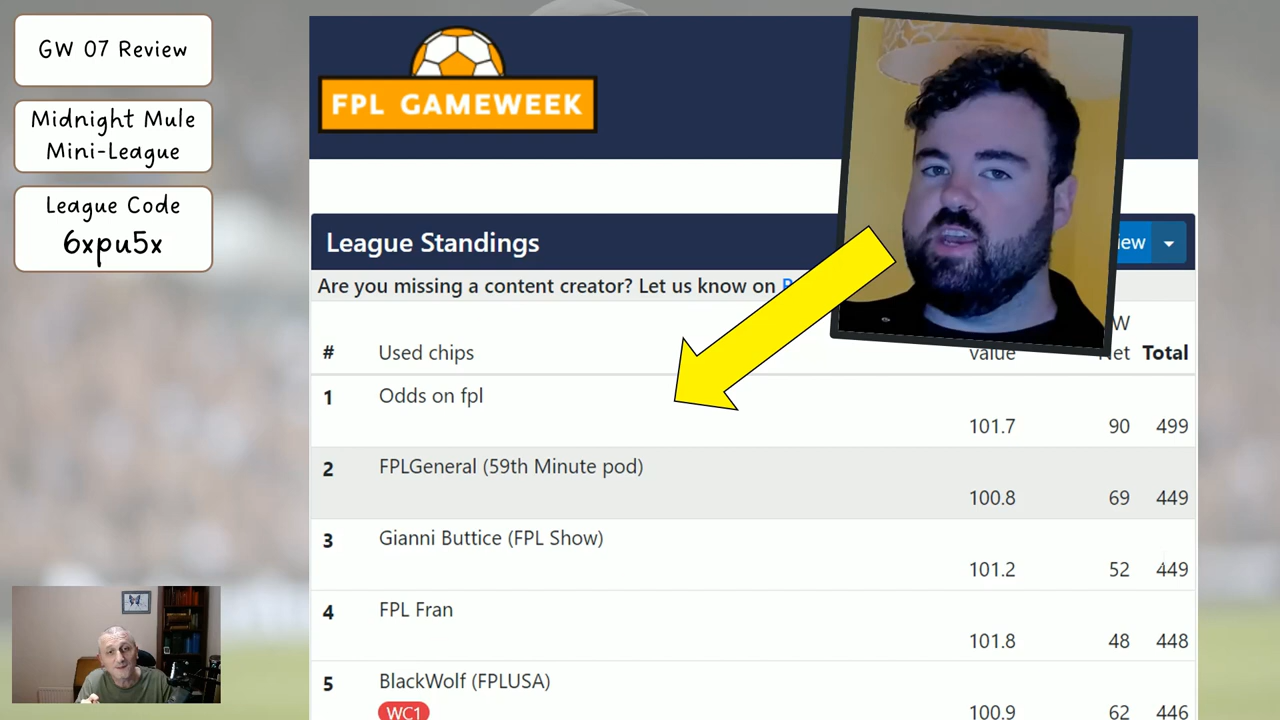 GW 07 Review
Midnight Mule
Mini-League
League Code
6xpu5x
FPL GAMEWEEK
League Standings
Are you missing a content creator? Let us know on
# Used chips value Total
1 Odds on fpl 101.7 90 499
2 FPLGeneral (59th Minute pod) 100.8 69 449
3 Gianni Buttice (FPL Show) 101.2 52 449
4 FPL Fran 101.8 48 448
5 BlackWolf (FPLUSA) 100.9 62 446
WC1